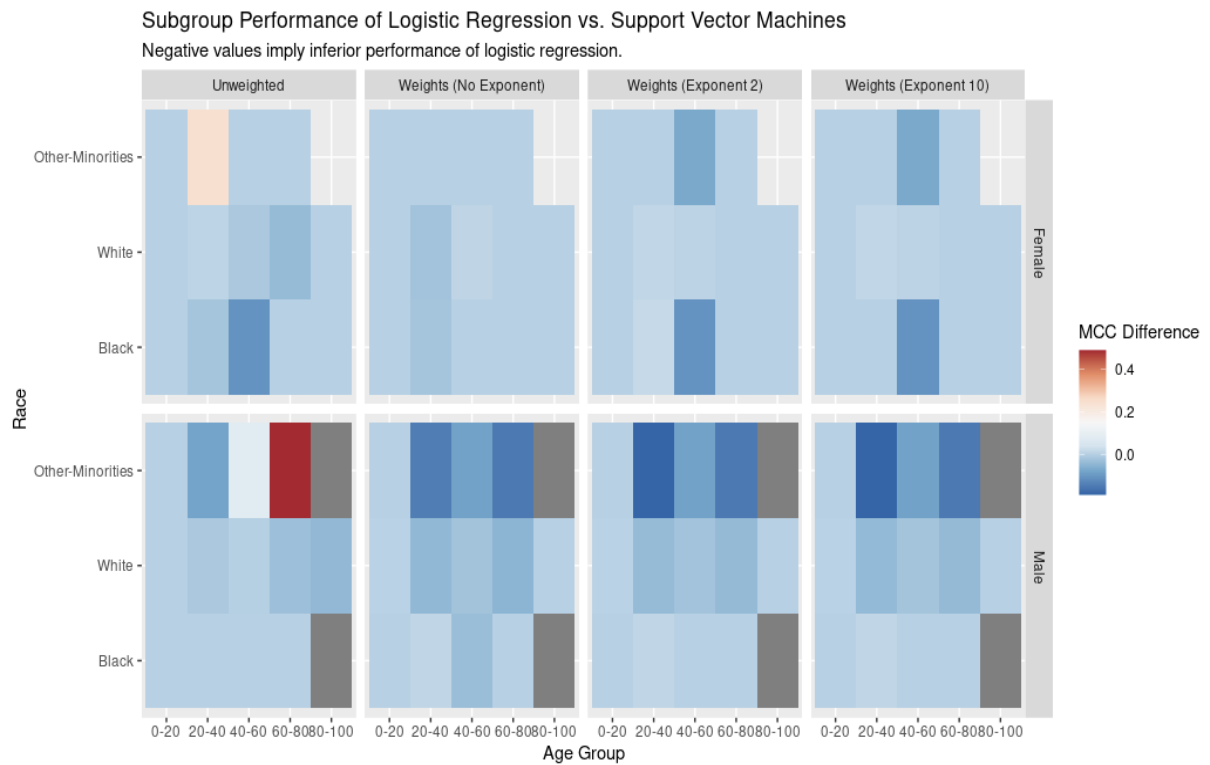 Subgroup Performance of Logistic Regression vs. Support Vector Machines
Negative values imply inferior performance of logistic regression.
Unweighted
Weights (No Exponent)
Weights (Exponent 2)
Weights (Exponent 10)
Other-Minorities
White
Black
Female
Other-Minorities
White
Black
Male
Race
0-20 20-40 40-60 60-80 80-100
0-20 20-40 40-60 60-80 80-100
0-20 20-40 40-60 60-80 80-100
0-20 20-40 40-60 60-80 80-100
Age Group
MCC Difference
0.4
0.2
0.0